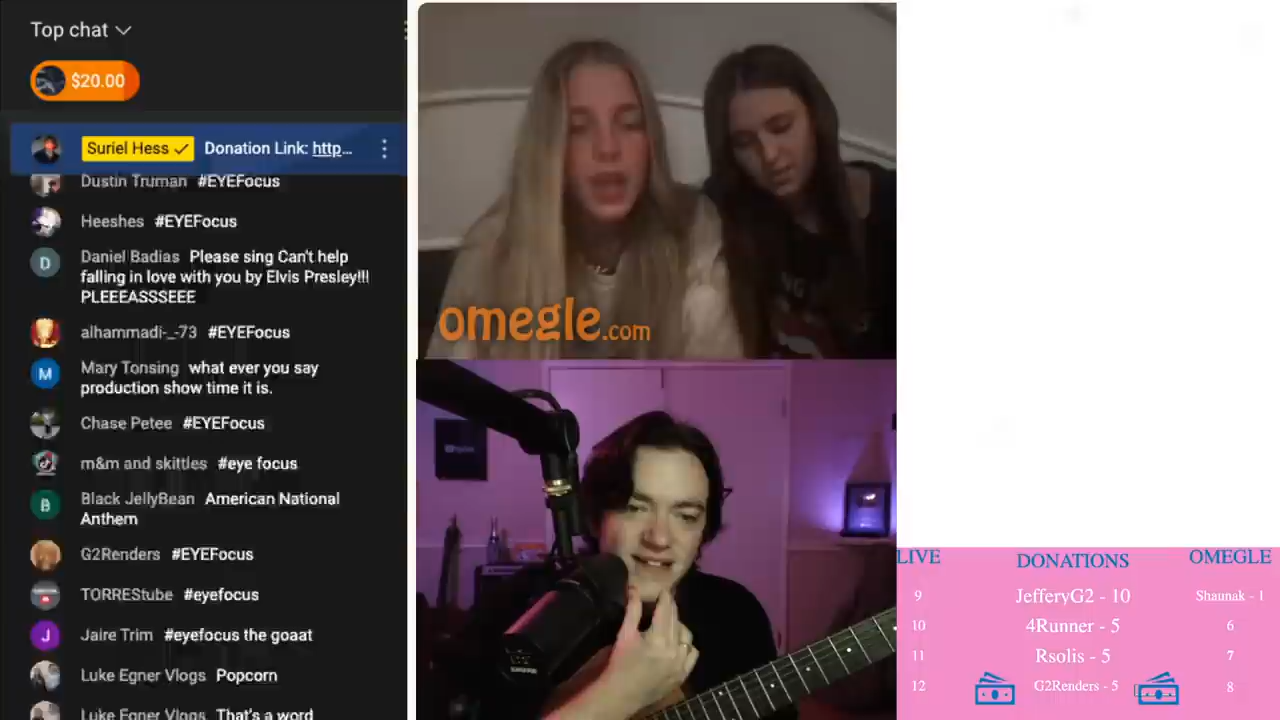 Top chat
$20.00
Suriel Hess Donation Link: http...
Dustin Truman #EYEFocus
Heeshes #EYEFocus
Daniel Badias Please sing Can't help
falling in love with you by Elvis Presley!!!
PLEEEASSSEEE
alhammadi-_-73 #EYEFocus
Mary Tonsing what ever you say
production show time it is.
Chase Petee #EYEFocus
m&m and skittles #eye focus
Black JellyBean American National
Anthem
G2Renders #EYEFocus
TORREStube #eyefocus
Jaire Trim #eyefocus the goaat
Luke Egner Vlogs Popcorn
Luke Egner Vlogs That's a word
D
M
B
J
omegle.com
LIVE
9
10
11
12
DONATIONS
JefferyG2 - 10
4Runner - 5
Rsolis - 5
G2Renders - 5
OMEGLE
Shaunak - 1
6
7
8